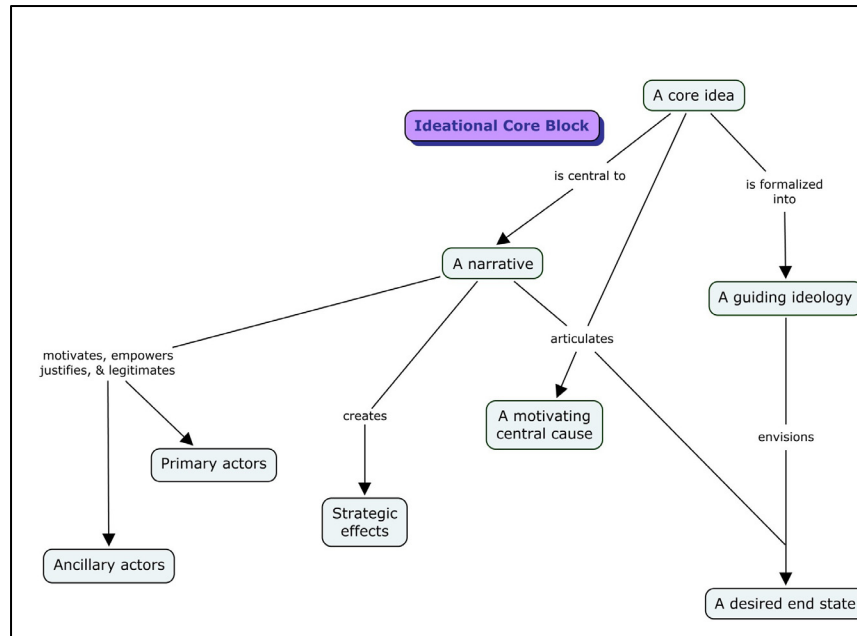 A core idea
Ideational Core Block
is central to
is formalized
into
A narrative
A guiding ideology
motivates, empowers
justifies, & legitimates
articulates
creates
A motivating
central cause
envisions
Primary actors
Strategic
effects
Ancillary actors
A desired end state